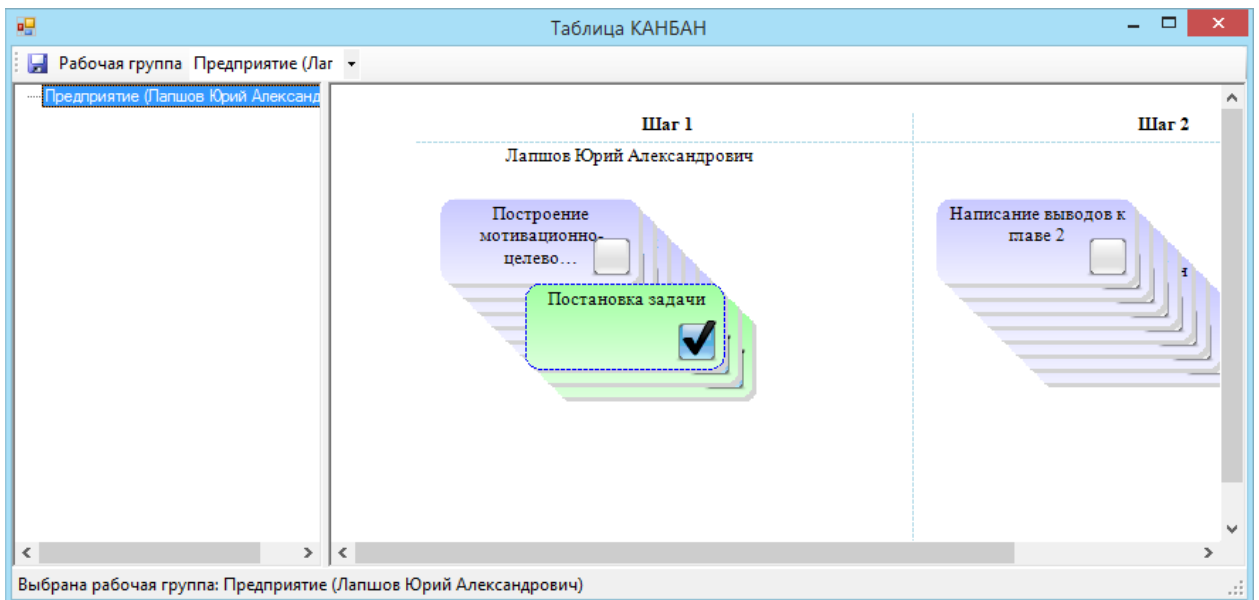 Таблица КАНБАН
Рабочая группа Предприятие (Лаг
Предприятие (Лапшов Юрий Александ
Шаг 1
Шаг 2
Лапшов Юрий Александрович
Построение
мотивационно-
целево...
Постановка задачи
Написание выводов к
главе 2
Выбрана рабочая группа: Предприятие (Лапшов Юрий Александрович)